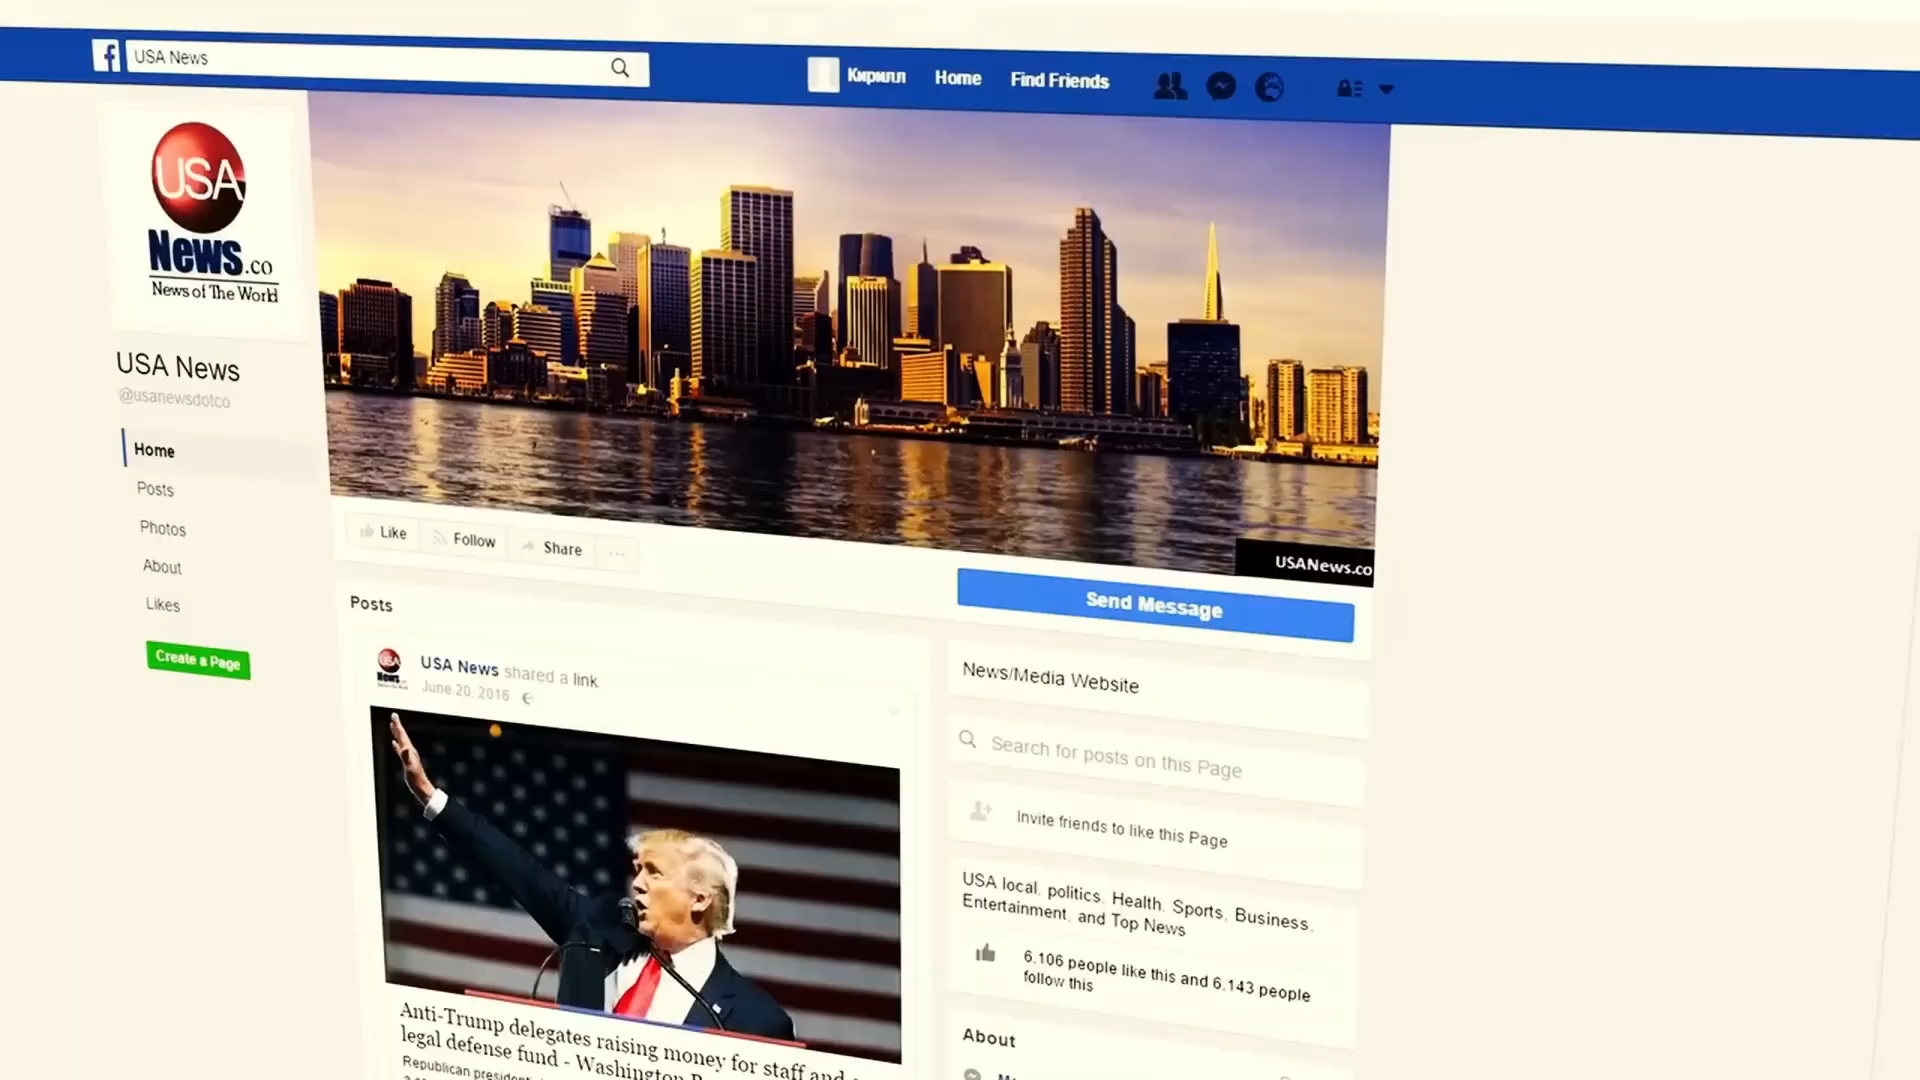 USA News
Кирилл
Home
Find Friends
USA
News.co
News of The World
USA News
@usanewsdotco
Home
Posts
Photos
About
Likes
Create a Page
USANews.co
Like
Follow
Share
...
Send Message
Posts
USA
News
USA News shared a link
June 20, 2016
Anti-Trump delegates raising money for staff and
legal defense fund - Washington
Republican
News/Media Website
Search for posts on this Page
Invite friends to like this Page
USA local, politics, Health, Sports, Business,
Entertainment, and Top News
6.106 people like this and 6.143 people
follow this
About